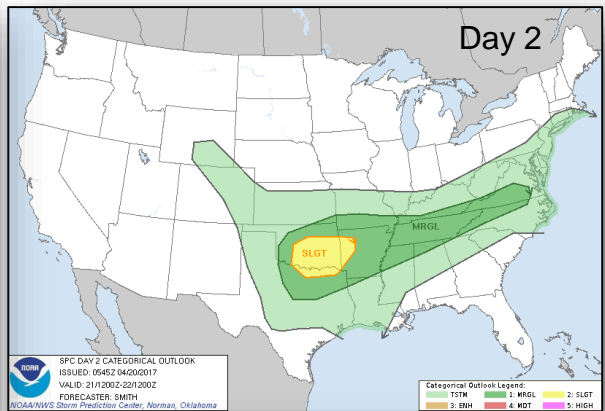 Day 2
MRGL
SLGT
NOAA
SPC DAY 2 CATEGORICAL OUTLOOK
ISSUED: 0545Z 04/20/2017
VALID: 21/1200Z-22/1200Z
FORECASTER: SMITH
NOAA/NWS Storm Prediction Center, Norman, Oklahoma
Categorical Outlook Legend:
TSTM 1: MRGL 2: SLGT
3: ENH 4: MDT 5: HIGH